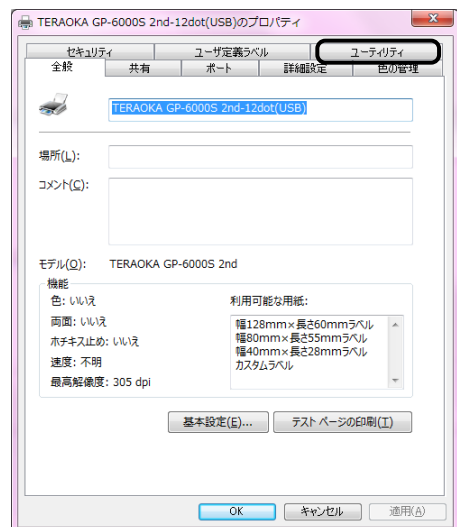 TERAOKA GP-6000S 2nd-12dot(USB)のプロパティ
セキュリティ ユーザ定義ラベル ユーティリティ
全般 共有 ポート 詳細設定 色の管理
TERAOKA GP-6000S 2nd-12dot(USB)
場所(L):
コメント(C):
モデル(O): TERAOKA GP-6000S 2nd
機能
色: いいえ 利用可能な用紙:
両面: いいえ 幅128mm×長さ60mmラベル
ホチキス止め: いいえ 幅80mm×長さ55mmラベル
幅40mm×長さ28mmラベル
速度: 不明 カスタムラベル
最高解像度: 305 dpi
基本設定(E)... テスト ページの印刷(T)
OK キャンセル 適用(A)